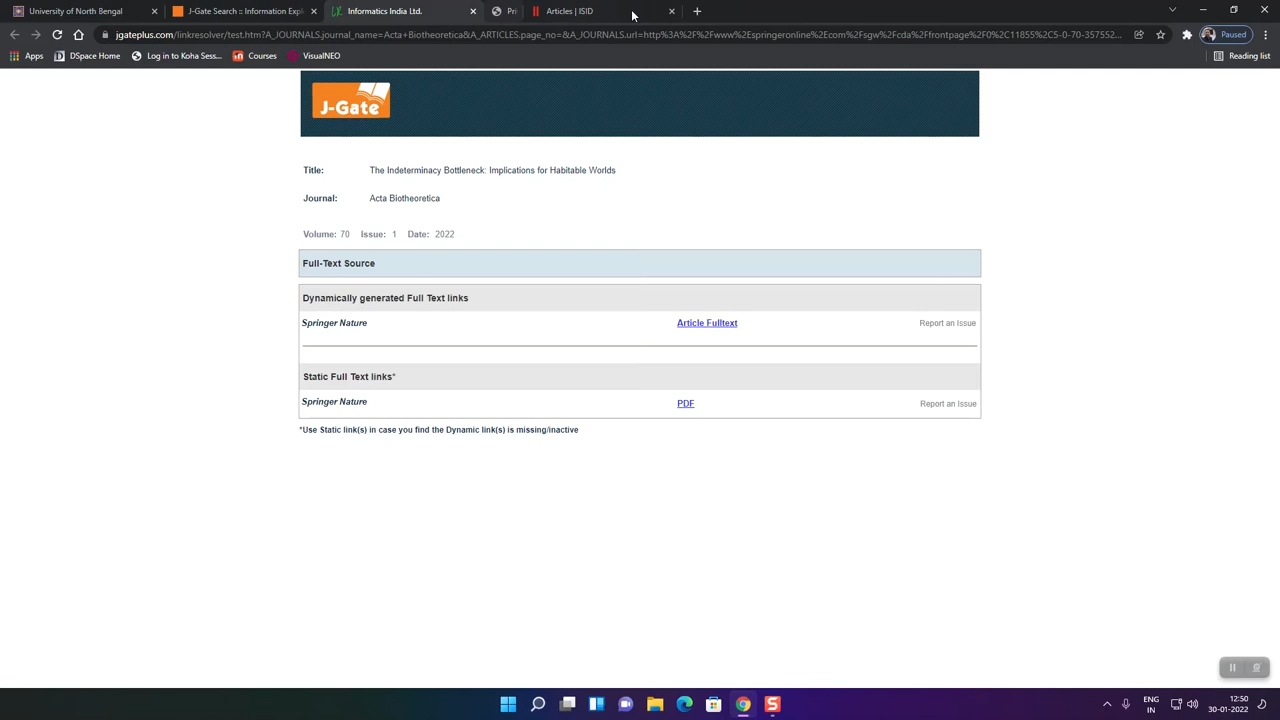 University of North Bengal
J-Gate Search :: Information Expl
Informatics India Ltd.
Pri
Articles | ISD
jgateplus.com/linkresolver/test.htm?A_JOURNALS.journal_name=Acta+Biotheoretica&A_ARTICLES.page_no=&A_JOURNALS.url=http%3A%2F%2Fwww%2Espringeronline%2Ecom%2Fsgw%2Fcda%2Ffrontpage%2F0%2C11855%2C5-0-70-357552...
Paused
Apps
DSpace Home
Log in to Koha Sess...
Courses
VisualNEO
Reading list
J-Gate
Title: The Indeterminacy Bottleneck: Implications for Habitable Worlds
Journal: Acta Biotheoretica
Volume: 70 Issue: 1 Date: 2022
Full-Text Source
Dynamically generated Full Text links
Springer Nature Article Fulltext Report an Issue
Static Full Text links*
Springer Nature PDF Report an Issue
*Use Static link(s) in case you find the Dynamic link(s) is missing/inactive
ENG
IN
12:50
30-01-2022